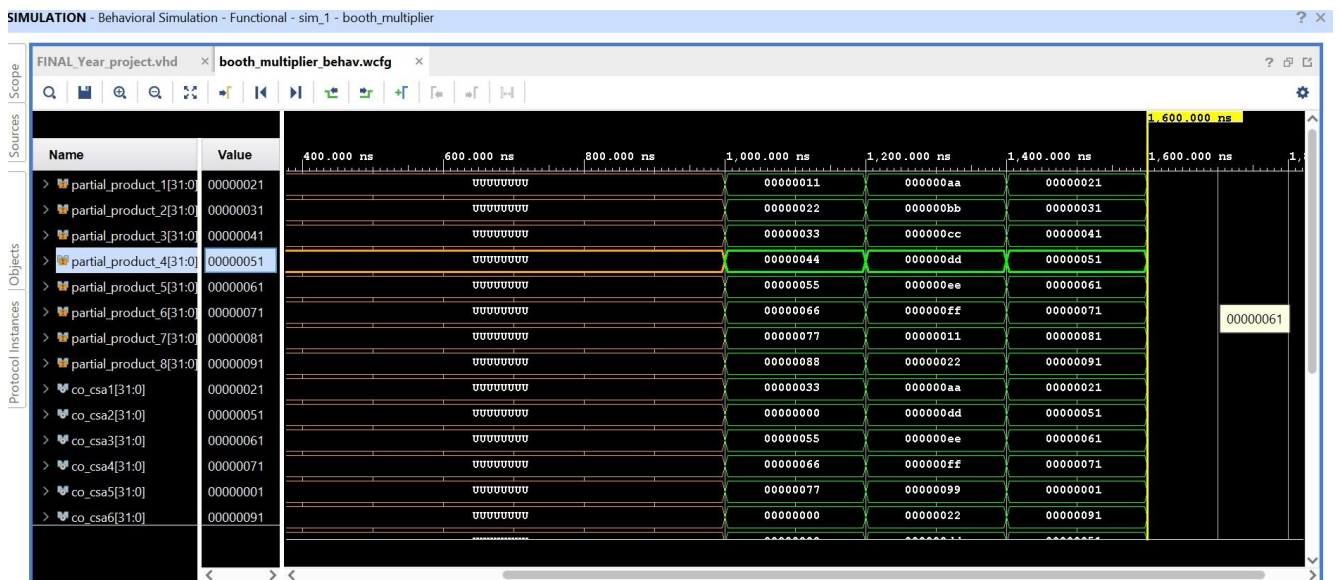 SIMULATION - Behavioral Simulation - Functional - sim_1 - booth_multiplier ? ×
FINAL_Year_project.vhd × booth_multiplier_behav.wcfg ×
Scope
Sources
Objects
Protocol Instances
1,600.000 ns
Name Value 400.000 ns 600.000 ns 800.000 ns 1,000.000 ns 1,200.000 ns 1,400.000 ns 1,600.000 ns
partial_product_1[31:0] 00000021 UUUUUUUU 00000011 000000aa 00000021
partial_product_2[31:0] 00000031 UUUUUUUU 00000022 000000bb 00000031
partial_product_3[31:0] 00000041 UUUUUUUU 00000033 000000cc 00000041
partial_product_4[31:0] 00000051 UUUUUUUU 00000044 000000dd 00000051
partial_product_5[31:0] 00000061 UUUUUUUU 00000055 000000ee 00000061
partial_product_6[31:0] 00000071 UUUUUUUU 00000066 000000ff 00000071
00000061
partial_product_7[31:0] 00000081 UUUUUUUU 00000077 00000011 00000081
partial_product_8[31:0] 00000091 UUUUUUUU 00000088 00000022 00000091
co_csa1[31:0] 00000021 UUUUUUUU 00000033 000000aa 00000021
co_csa2[31:0] 00000051 UUUUUUUU 00000000 000000dd 00000051
co_csa3[31:0] 00000061 UUUUUUUU 00000055 000000ee 00000061
co_csa4[31:0] 00000071 UUUUUUUU 00000066 000000ff 00000071
co_csa5[31:0] 00000001 UUUUUUUU 00000077 00000099 00000001
co_csa6[31:0] 00000091 UUUUUUUU 00000000 00000022 00000091